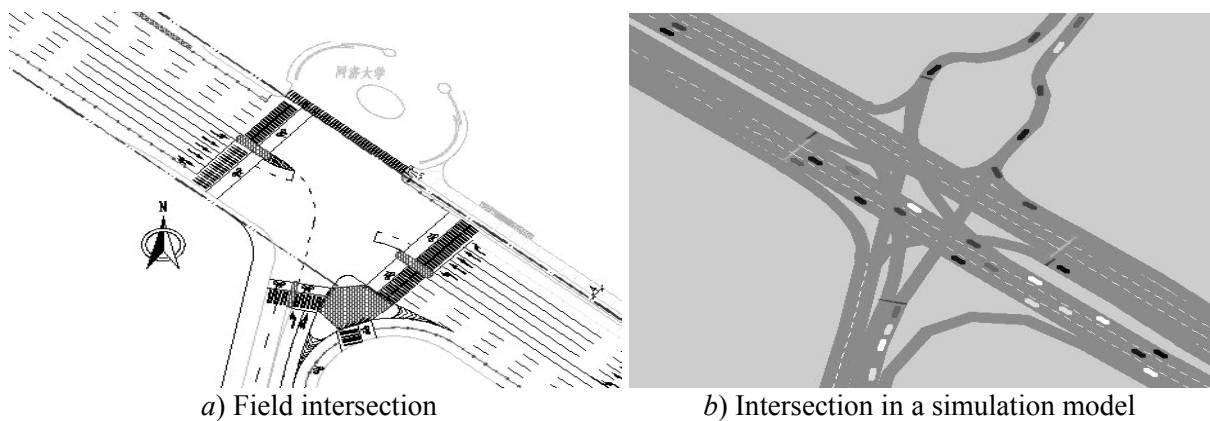 同济大学
N
a) Field intersection
b) Intersection in a simulation model